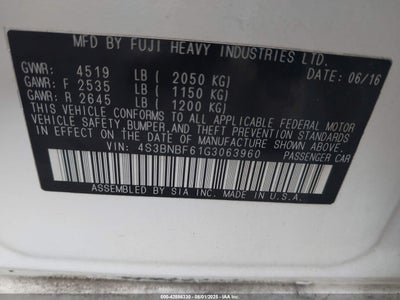 MFD BY FUJI HEAVY INDUSTRIES LTD.
GVWR: 4519 LB ( 2050 KG) DATE: 06/16
GAWR: F 2535 LB ( 1150 KG)
GAWR: R 2645 LB ( 1200 KG)
THIS VEHICLE CONFORMS TO ALL APPLICABLE FEDERAL MOTOR
VEHICLE SAFETY, BUMPER AND THEFT PREVENTION STANDARDS
IN EFFECT ON THE DATE OF MANUFACTURE SHOWN ABOVE.
VIN: 4S3BNBF61G3063960 PASSENGER CAR
ASSEMBLED BY SIA INC. MADE IN U.S.A.